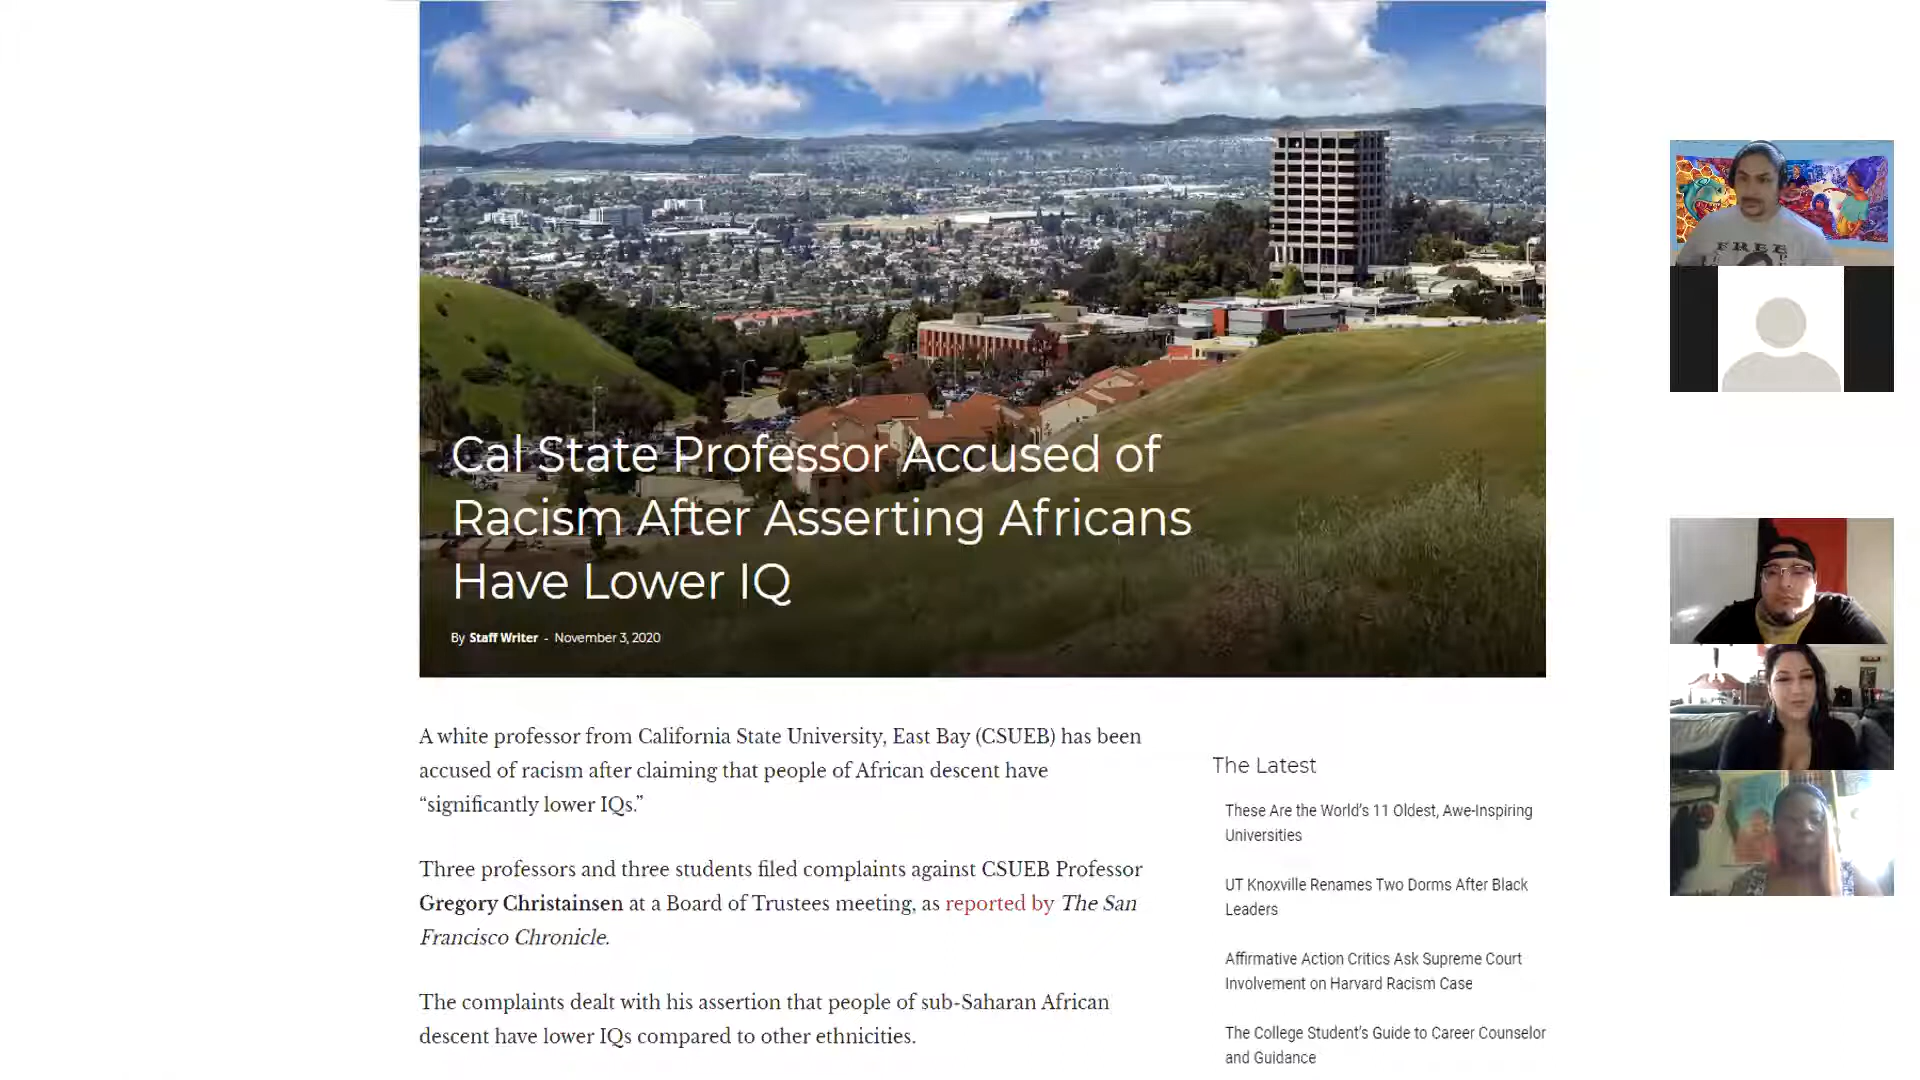 Cal State Professor Accused of
Racism After Asserting Africans
Have Lower IQ
By Staff Writer - November 3, 2020
A white professor from California State University, East Bay (CSUEB) has been
accused of racism after claiming that people of African descent have
“significantly lower IQs.”
Three professors and three students filed complaints against CSUEB Professor
Gregory Christainsen at a Board of Trustees meeting, as reported by The San
Francisco Chronicle.
The complaints dealt with his assertion that people of sub-Saharan African
descent have lower IQs compared to other ethnicities.
The Latest
These Are the World’s 11 Oldest, Awe-Inspiring
Universities
UT Knoxville Renames Two Dorms After Black
Leaders
Affirmative Action Critics Ask Supreme Court
Involvement on Harvard Racism Case
The College Student’s Guide to Career Counselor
and Guidance
FREE